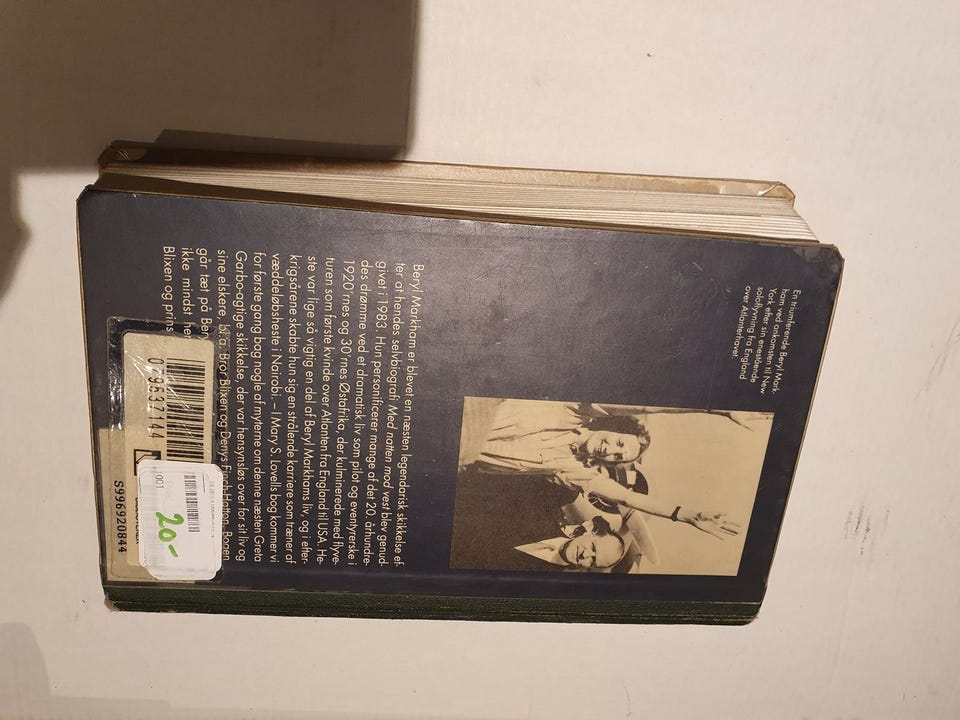 En triumferende Beryl Mark-
ham ved ankomsten til New
York efter sin enestående
soloflyvning fra England
over Atlanterhavet.
Beryl Markham er blevet en næsten legendarisk skikkelse ef-
ter at hendes selvbiografi Med natten mod vest blev genud-
givet i 1983. Hun personificerer mange af det 20. århundre-
des drømme ved et dramatisk liv som pilot og eventyrerske i
1920'rnes og 30'rnes Østafrika, der kulminerede med flyve-
turen som første kvinde over Atlanten fra England til USA. He-
ste var lige så vigtig en del af Beryl Markhams liv, og i efter-
krigsårene skabte hun sig en strålende karriere som træner af
væddeløbsheste i Nairobi. – I Mary S. Lovells bog kommer vi
for første gang bag nogle af myterne om denne næsten Greta
Garbo-agtige skikkelse, der var hensynsløs over for sit liv og
sine elskere, bl.a. Bror Blixen og Denys Finch Hatton. Bogen
går tæt på Ber
ikke mindst he
Blixen og prins
029637144
S996920844
001
20-